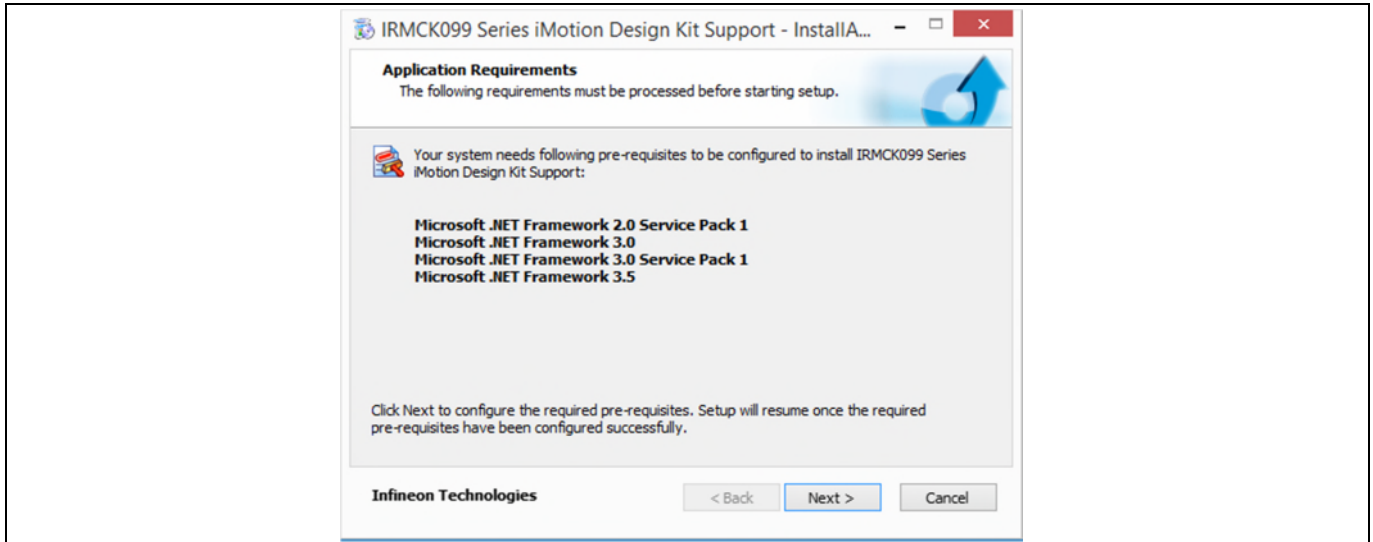 IRMCK099 Series iMotion Design Kit Support - InstallA...
Application Requirements
The following requirements must be processed before starting setup.
Your system needs following pre-requisites to be configured to install IRMCK099 Series
iMotion Design Kit Support:
Microsoft .NET Framework 2.0 Service Pack 1
Microsoft .NET Framework 3.0
Microsoft .NET Framework 3.0 Service Pack 1
Microsoft .NET Framework 3.5
Click Next to configure the required pre-requisites. Setup will resume once the required
pre-requisites have been configured successfully.
Infineon Technologies
< Back
Next >
Cancel